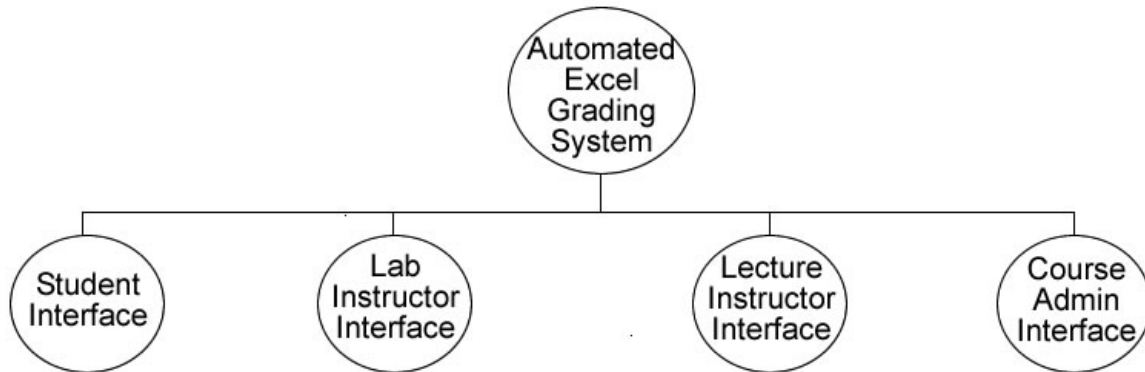 Automated
Excel
Grading
System
Student
Interface
Lab
Instructor
Interface
Lecture
Instructor
Interface
Course
Admin
Interface